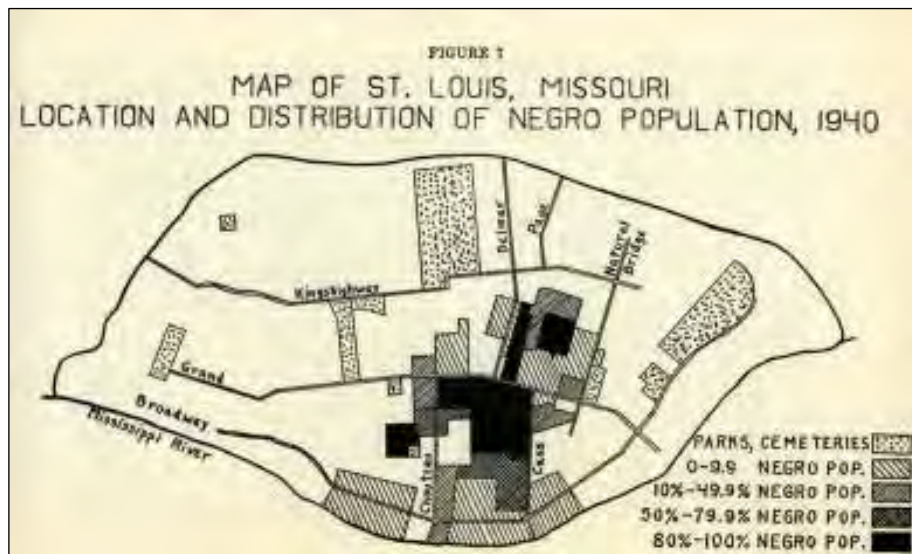 FIGURE 7
MAP OF ST. LOUIS, MISSOURI
LOCATION AND DISTRIBUTION OF NEGRO POPULATION, 1940
Delmar
Page
Natural
Bridge
Kingshighway
Grand
Broadway
Mississippi River
Chouteau
Cass
PARKS, CEMETERIES
0-9.9 NEGRO POP.
10%-49.9% NEGRO POP.
50%-79.9% NEGRO POP.
80%-100% NEGRO POP.